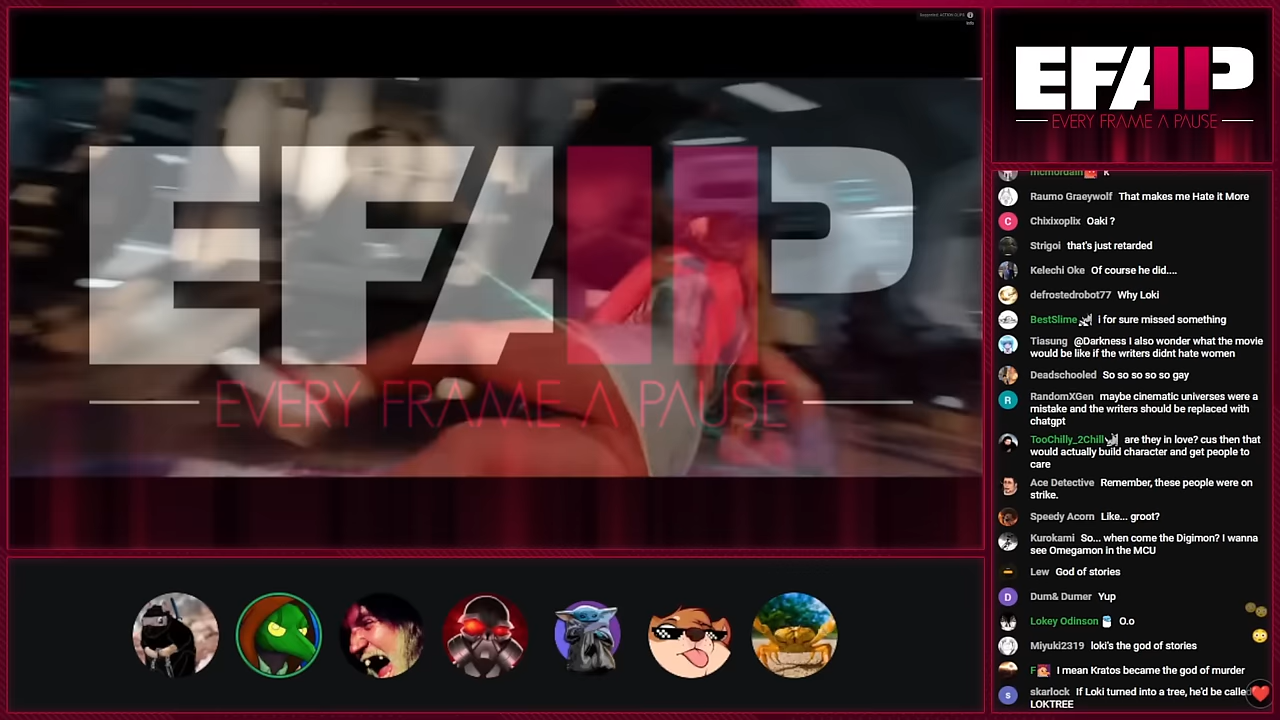 Suspected: ACTION CLIPS
Info
EFAP
EVERY FRAME A PAUSE
EFAP
EVERY FRAME A PAUSE
mcmordain K
Raumo Graeywolf That makes me Hate it More
C Chixixoplix Oaki ?
Strigoi that's just retarded
Kelechi Oke Of course he did....
defrostedrobot77 Why Loki
BestSlime i for sure missed something
Tiasung @Darkness I also wonder what the movie
would be like if the writers didnt hate women
Deadschooled So so so so so gay
R RandomXGen maybe cinematic universes were a
mistake and the writers should be replaced with
chatgpt
TooChilly_2Chill are they in love? cus then that
would actually build character and get people to
care
Ace Detective Remember, these people were on
strike.
Speedy Acorn Like... groot?
Kurokami So... when come the Digimon? I wanna
see Omegamon in the MCU
Lew God of stories
D Dum& Dumer Yup
Lokey Odinson O.o
Miyuki2319 loki's the god of stories
F I mean Kratos became the god of murder
s skarlock If Loki turned into a tree, he'd be called
LOKTREE